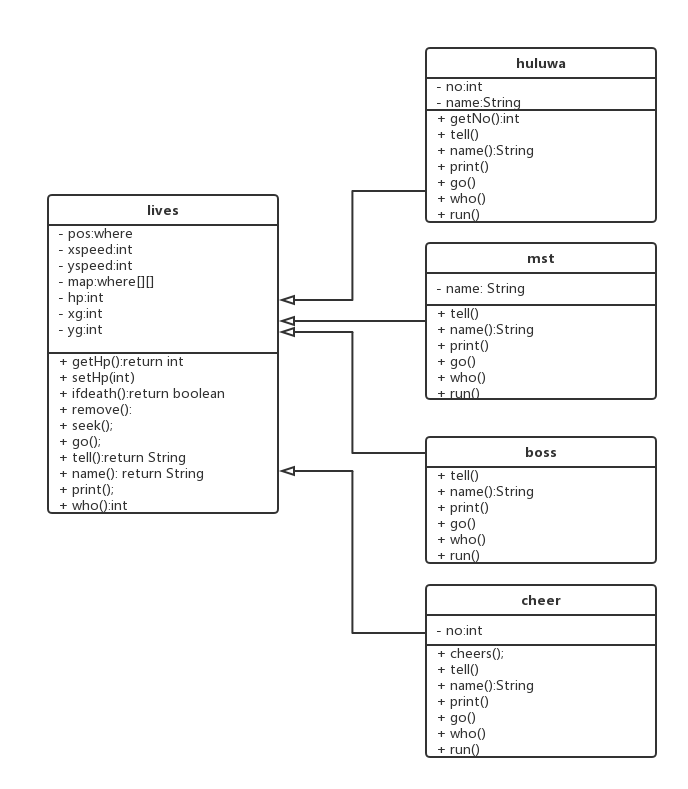 huluwa
- no:int
- name:String
+ getNo():int
+ tell()
+ name():String
+ print()
+ go()
+ who()
+ run()
lives
- pos:where
- xspeed:int
- yspeed:int
- map:where[][]
- hp:int
- xg:int
- yg:int
+ getHp():return int
+ setHp(int)
+ ifdeath():return boolean
+ remove():
+ seek();
+ go();
+ tell():return String
+ name(): return String
+ print();
+ who():int
mst
- name: String
+ tell()
+ name():String
+ print()
+ go()
+ who()
+ run()
boss
+ tell()
+ name():String
+ print()
+ go()
+ who()
+ run()
cheer
- no:int
+ cheers();
+ tell()
+ name():String
+ print()
+ go()
+ who()
+ run()